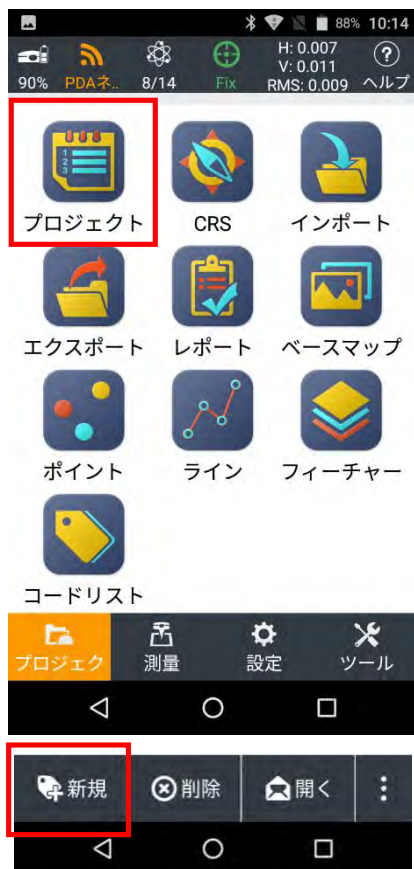 88% 10:14
H: 0.007
V: 0.011
90% PDAネ.. 8/14 Fix RMS: 0.009 ヘルプ
プロジェクト CRS インポート
エクスポート レポート ベースマップ
ポイント ライン フィーチャー
コードリスト
プロジェク 測量 設定 ツール
新規 削除 開く